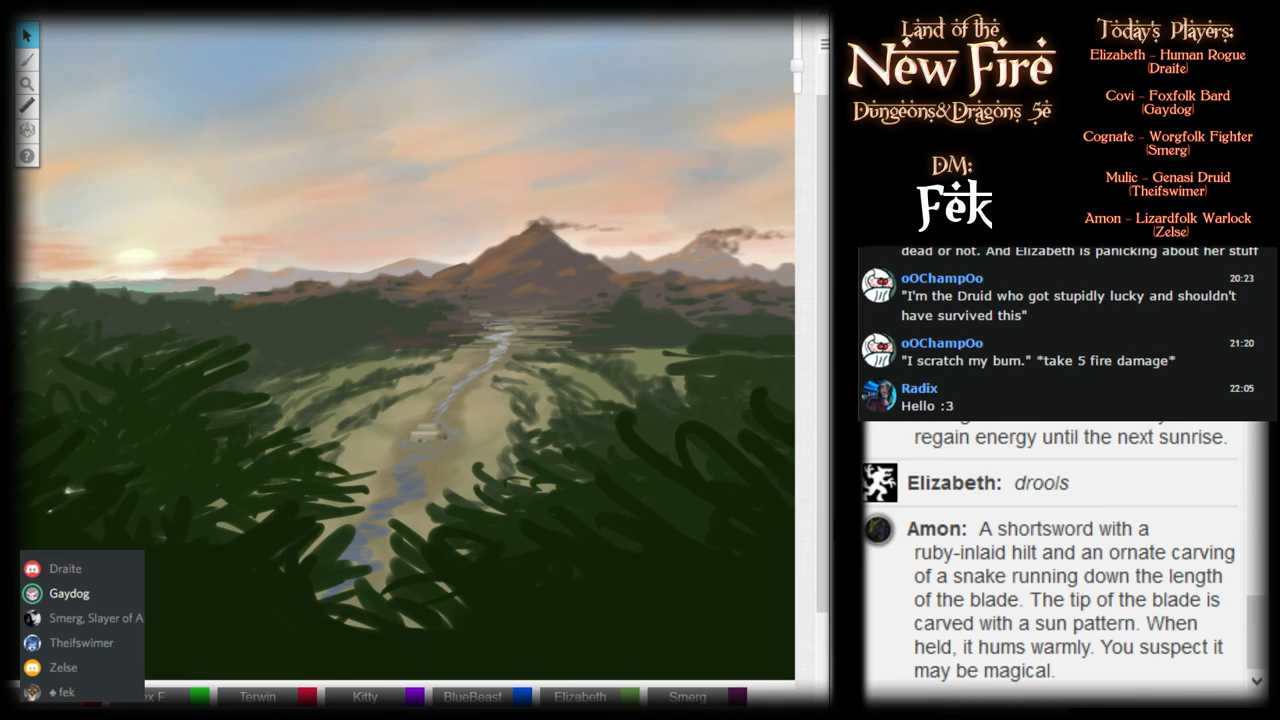 Land of the
New Fire
Dungeons&Dragons 5e
DM:
Fek
Today's Players:
Elizabeth - Human Rogue
(Draite)
Covi - Foxfolk Bard
(Gaydog)
Cognate - Worgfolk Fighter
(Smerg)
Mulic - Genasi Druid
(Theifswimer)
Amon - Lizardfolk Warlock
(Zelse)
dead or not. And Elizabeth is panicking about her stuff
oOChampOo 20:23
"I'm the Druid who got stupidly lucky and shouldn't
have survived this"
oOChampOo 21:20
"I scratch my bum." *take 5 fire damage*
Radix 22:05
Hello :3
regain energy until the next sunrise.
Elizabeth: drools
Amon: A shortsword with a
ruby-inlaid hilt and an ornate carving
of a snake running down the length
of the blade. The tip of the blade is
carved with a sun pattern. When
held, it hums warmly. You suspect it
may be magical.
Draite
Gaydog
Smerg, Slayer of A
Theifswimer
Zelse
♠ fek
ex F.
Terwin
Kitty
BlueBeast
Elizabeth
Smerg